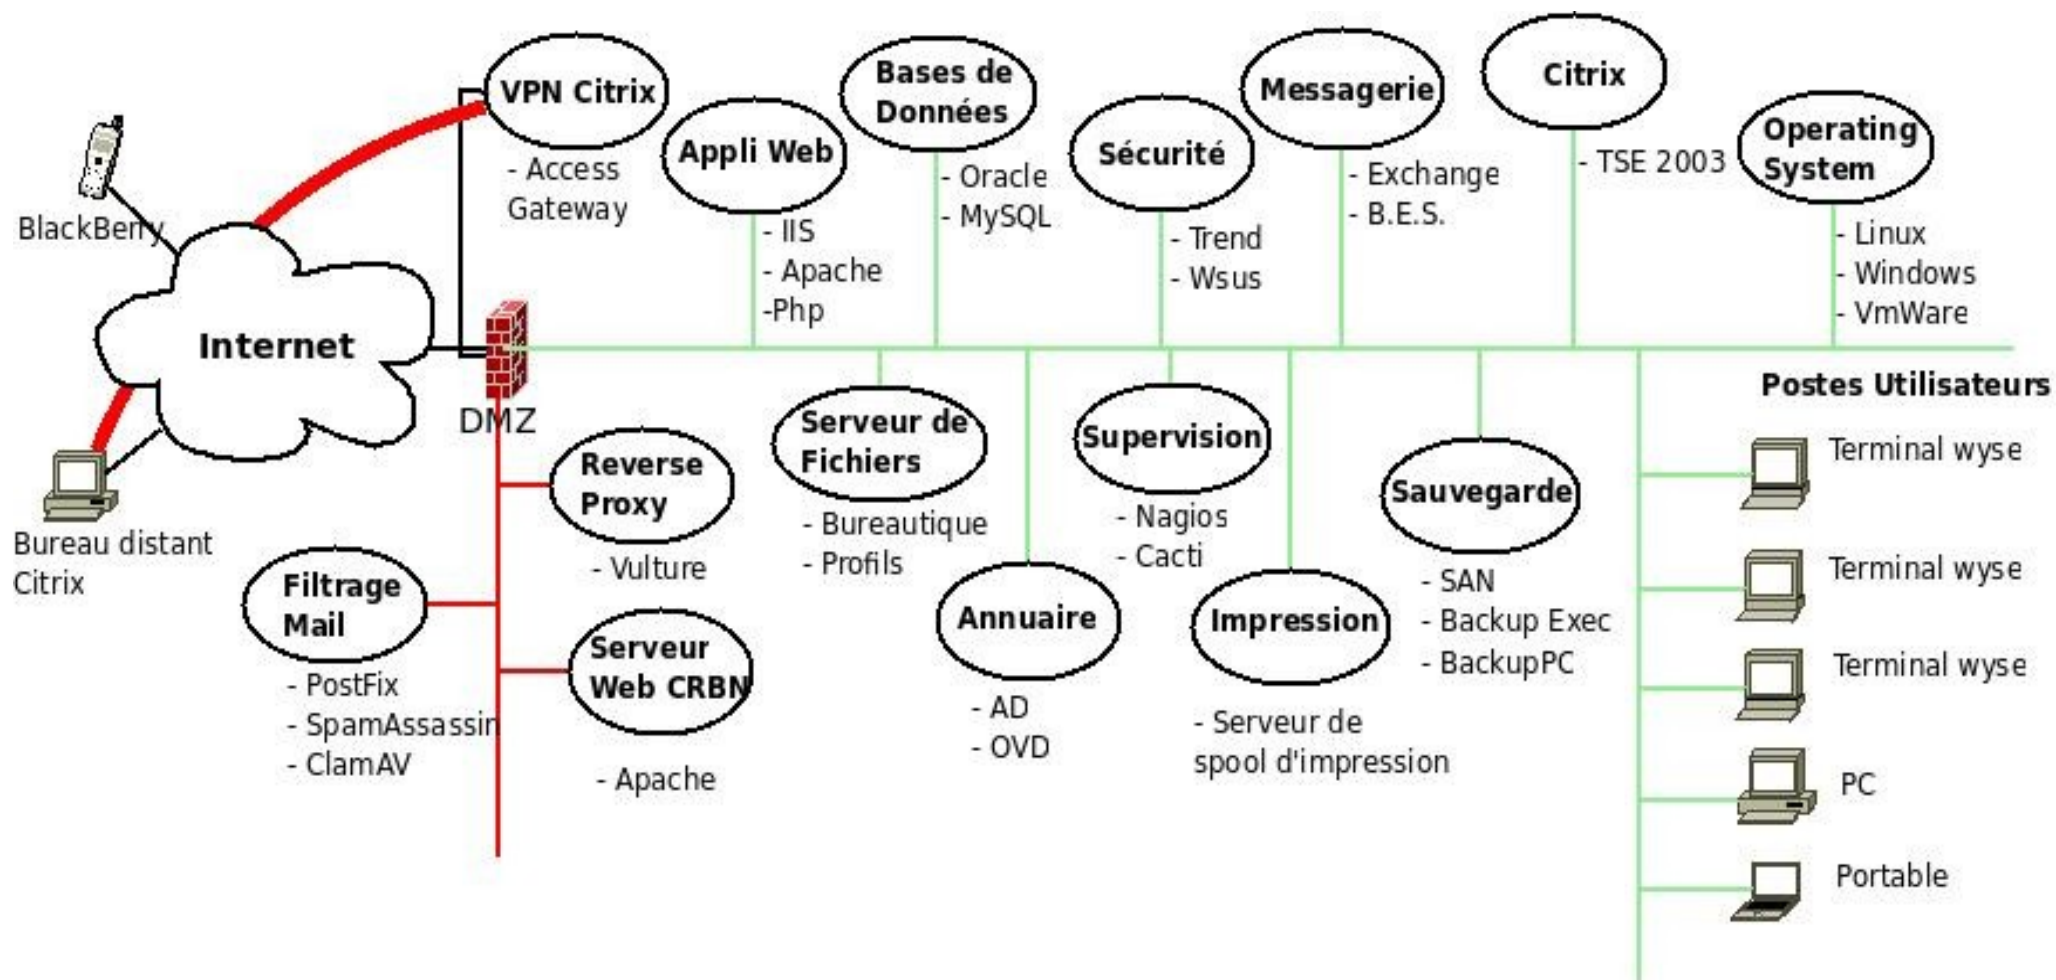 VPN Citrix
- Access
Gateway
BlackBerry
Internet
Bureau distant
Citrix
DMZ
Appli Web
- IIS
- Apache
-Php
Bases de
Données
- Oracle
- MySQL
Sécurité
- Trend
- Wsus
Messagerie
- Exchange
- B.E.S.
Citrix
- TSE 2003
Operating
System
- Linux
- Windows
- VmWare
Reverse
Proxy
- Vulture
Filtrage
Mail
- PostFix
- SpamAssassin
- ClamAV
Serveur
Web CRBN
- Apache
Serveur de
Fichiers
- Bureautique
- Profils
Annuaire
- AD
- OVD
Supervision
- Nagios
- Cacti
Impression
- Serveur de
spool d'impression
Sauvegarde
- SAN
- Backup Exec
- BackupPC
Postes Utilisateurs
Terminal wyse
Terminal wyse
Terminal wyse
PC
Portable